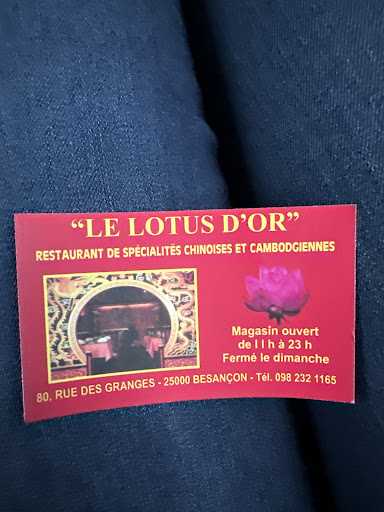 “LE LOTUS D’OR”
RESTAURANT DE SPÉCIALITÉS CHINOISES ET CAMBODGIENNES
Magasin ouvert
de 11h à 23 h
Fermé le dimanche
80, RUE DES GRANGES - 25000 BESANÇON - Tél. 098 232 1165